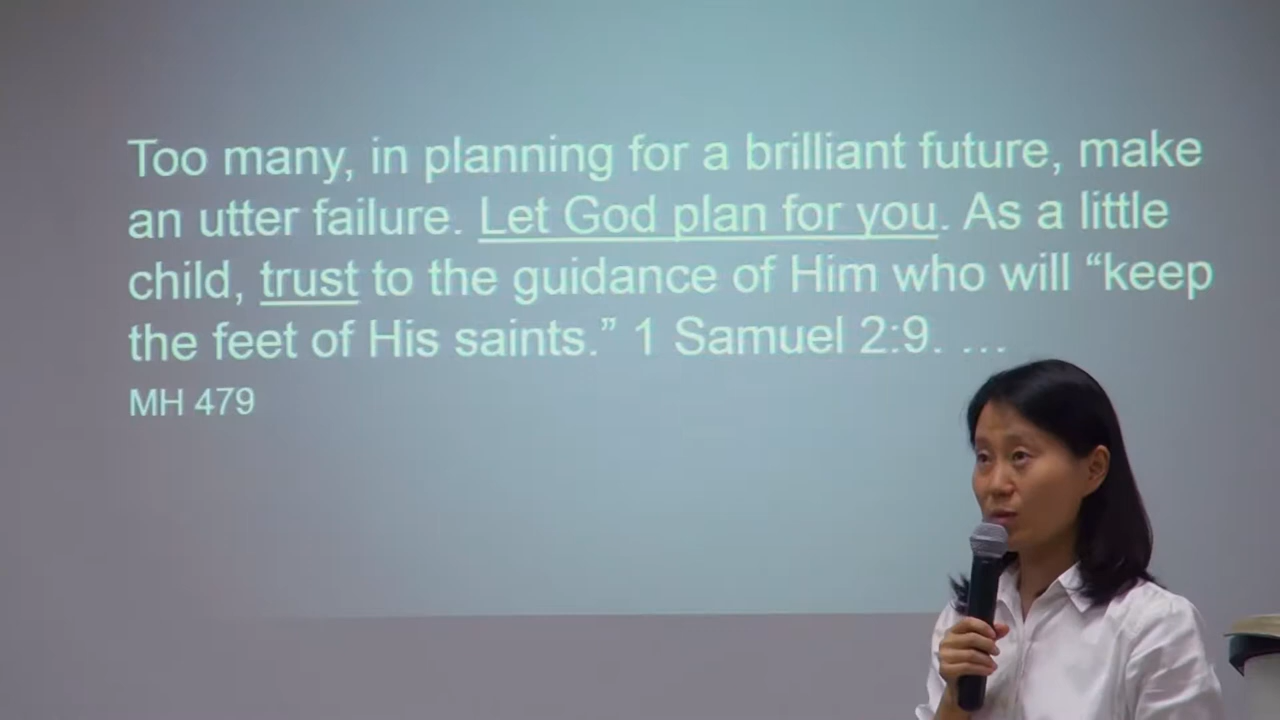 Too many, in planning for a brilliant future, make
an utter failure. Let God plan for you. As a little
child, trust to the guidance of Him who will “keep
the feet of His saints.” 1 Samuel 2:9. …
MH 479